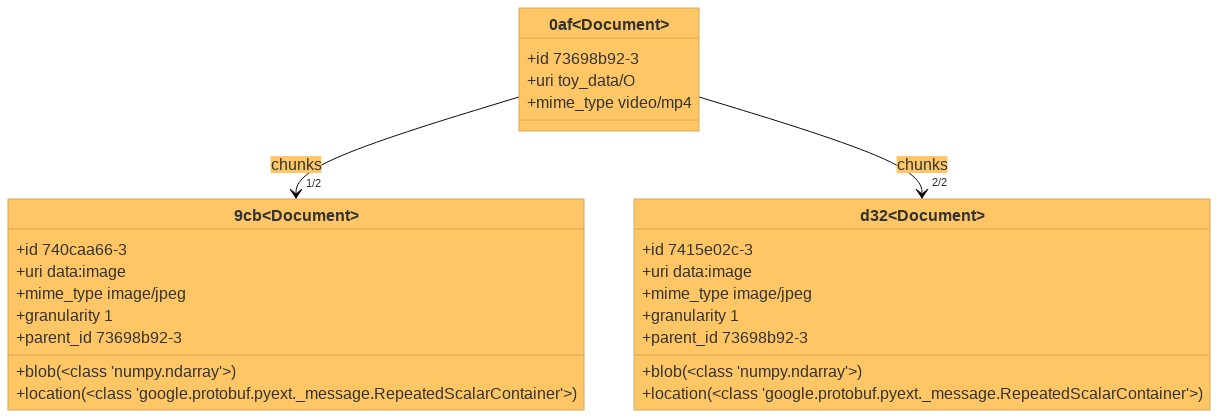 0af<Document>
+id 73698b92-3
+uri toy_data/O
+mime_type video/mp4
chunks
1/2
chunks
2/2
9cb<Document>
+id 740caa66-3
+uri data:image
+mime_type image/jpeg
+granularity 1
+parent_id 73698b92-3
+blob(<class 'numpy.ndarray'>)
+location(<class 'google.protobuf.pyext._message.RepeatedScalarContainer'>)
d32<Document>
+id 7415e02c-3
+uri data:image
+mime_type image/jpeg
+granularity 1
+parent_id 73698b92-3
+blob(<class 'numpy.ndarray'>)
+location(<class 'google.protobuf.pyext._message.RepeatedScalarContainer'>)